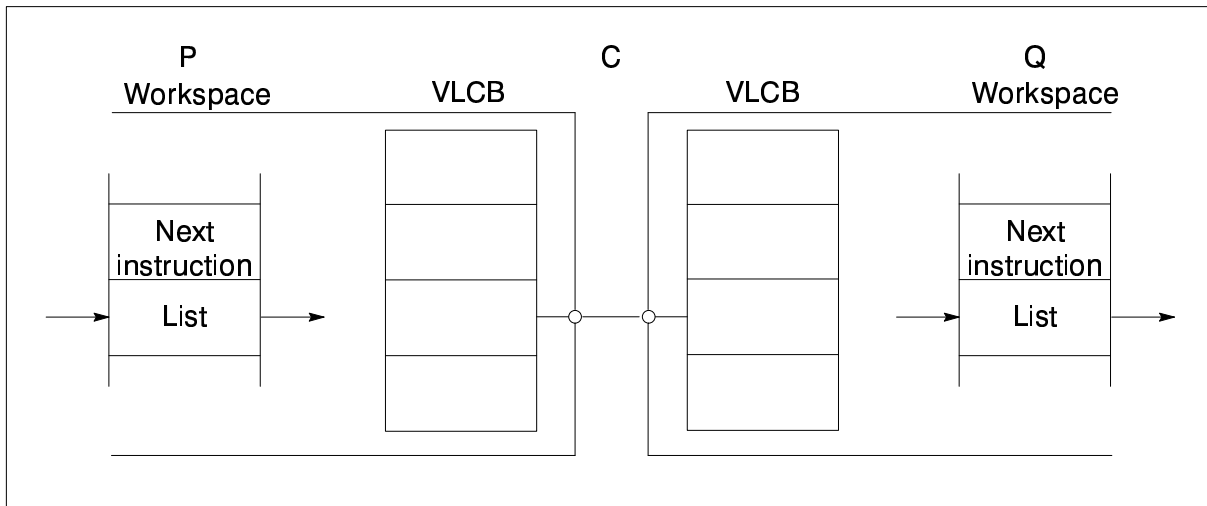 P
Workspace
VLCB
C
VLCB
Q
Workspace
Next
instruction
List
Next
instruction
List